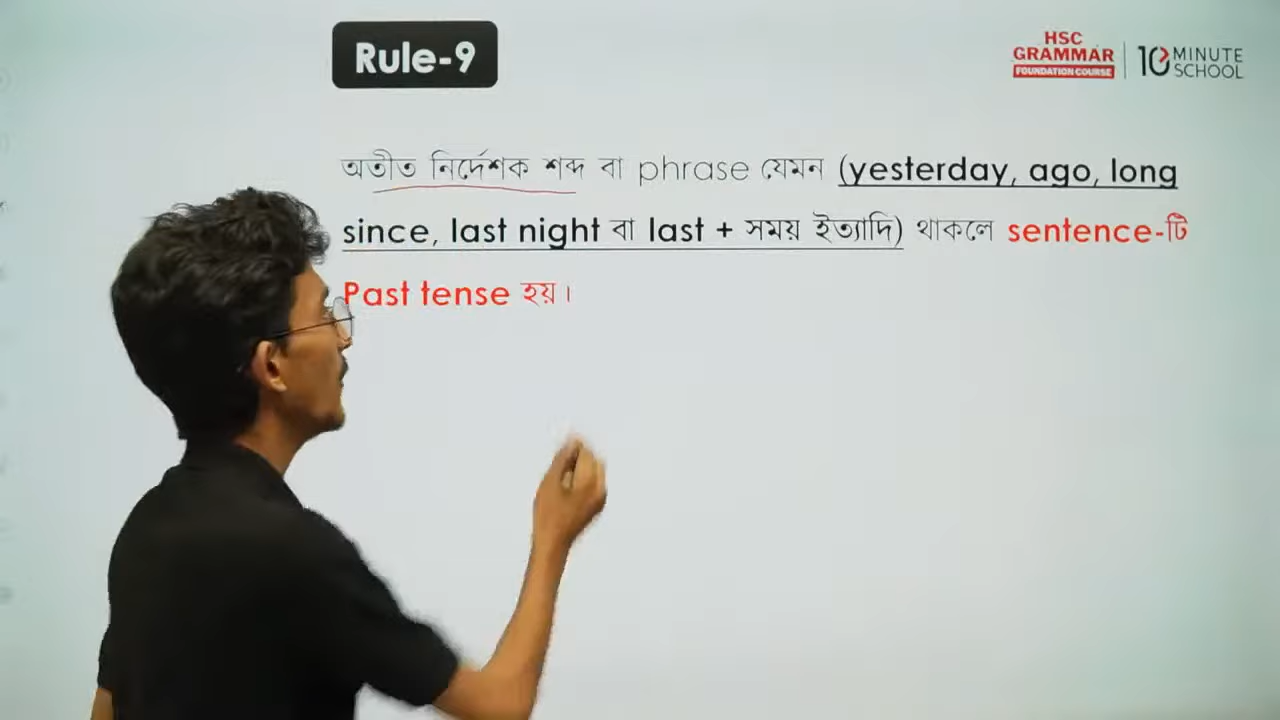 Rule-9
HSC
GRAMMAR
FOUNDATION COURSE
10 MINUTE
SCHOOL
অতীত নির্দেশক শব্দ বা phrase যেমন (yesterday, ago, long
since, last night বা last + সময় ইত্যাদি) থাকলে sentence-টি
Past tense হয়।